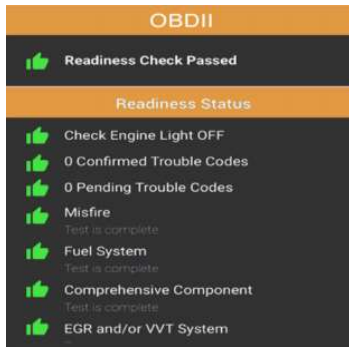 OBDII
Readiness Check Passed
Readiness Status
Check Engine Light OFF
0 Confirmed Trouble Codes
0 Pending Trouble Codes
Misfire
Test is complete
Fuel System
Test is complete
Comprehensive Component
Test is complete
EGR and/or VVT System